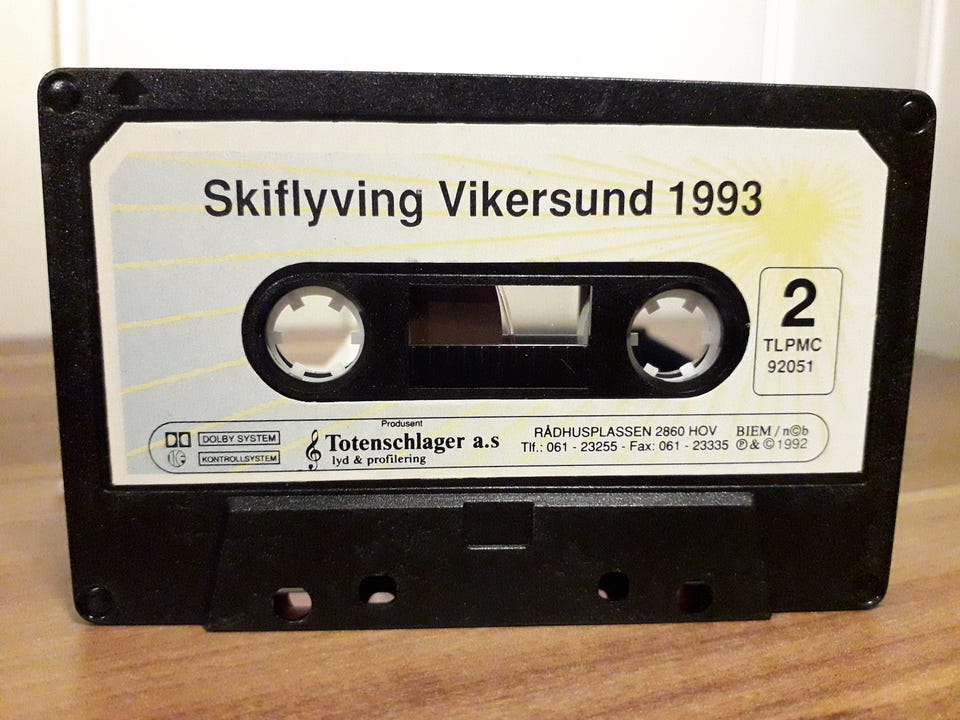 Skiflyving Vikersund 1993
2
TLPMC
92051
DOLBY SYSTEM
KONTROLLSYSTEM
Produsent
Totenschlager a.s
lyd & profilering
RÅDHUSPLASSEN 2860 HOV
Tlf.: 061 - 23255 - Fax: 061 - 23335
BIEM / n©b
℗ & © 1992